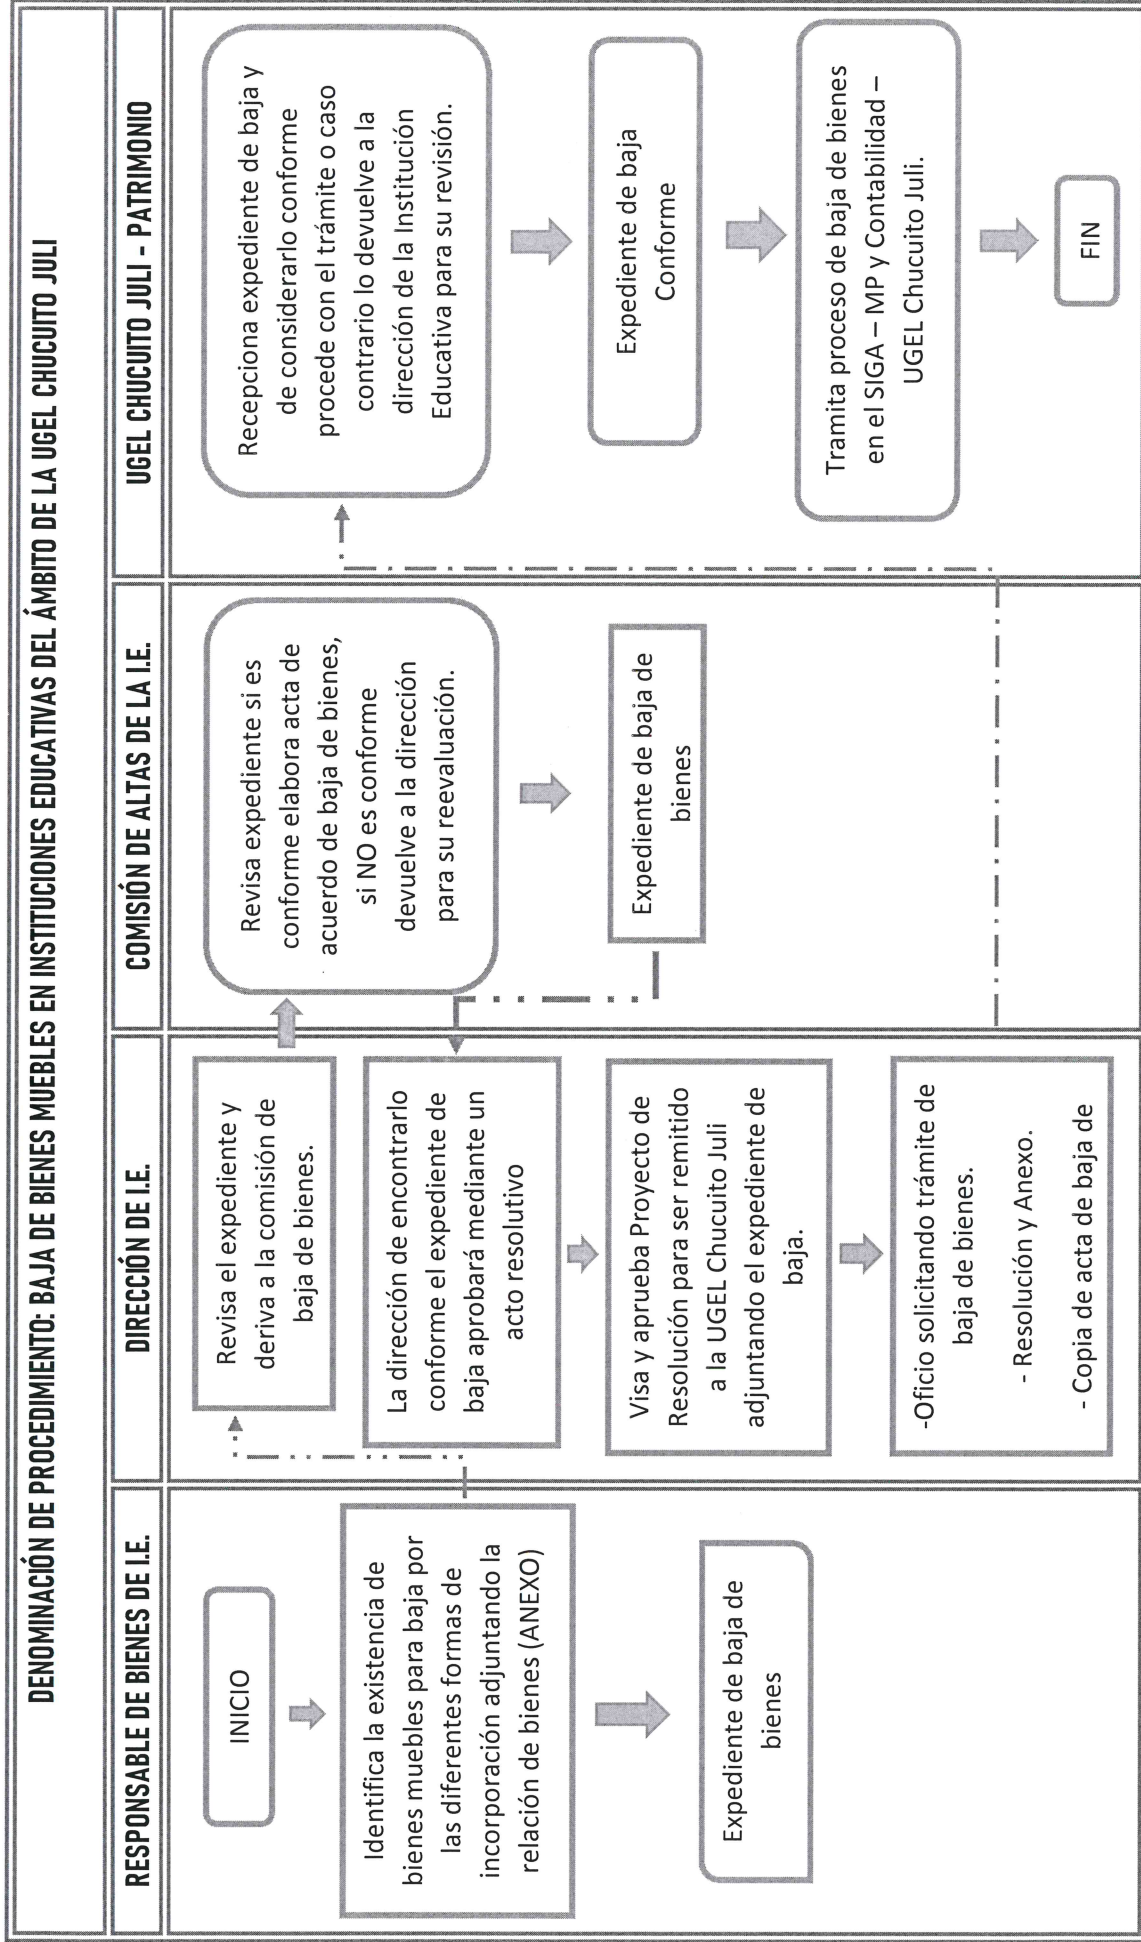 DENOMINACIÓN DE PROCEDIMIENTO: BAJA DE BIENES MUEBLES EN INSTITUCIONES EDUCATIVAS DEL ÁMBITO DE LA UGEL CHUCUITO JULI
RESPONSABLE DE BIENES DE I.E.
INICIO
Identifica la existencia de
bienes muebles para baja por
las diferentes formas de
incorporación adjuntando la
relación de bienes (ANEXO)
Expediente de baja de
bienes
DIRECCIÓN DE I.E.
Revisa el expediente y
deriva a la comisión de
baja de bienes.
La dirección de encontrarlo
conforme el expediente de
baja aprobará mediante un
acto resolutivo
Visa y aprueba Proyecto de
Resolución para ser remitido
a la UGEL Chucuito Juli
adjuntando el expediente de
baja.
-Oficio solicitando trámite de
baja de bienes.
- Resolución y Anexo.
- Copia de acta de baja de
COMISIÓN DE ALTAS DE LA I.E.
Revisa expediente si es
conforme elabora acta de
acuerdo de baja de bienes,
si NO es conforme
devuelve a la dirección
para su reevaluación.
Expediente de baja de
bienes
UGEL CHUCUITO JULI - PATRIMONIO
Recepciona expediente de baja y
de considerarlo conforme
procede con el trámite o caso
contrario lo devuelve a la
dirección de la Institución
Educativa para su revisión.
Expediente de baja
Conforme
Tramita proceso de baja de bienes
en el SIGA – MP y Contabilidad –
UGEL Chucuito Juli.
FIN